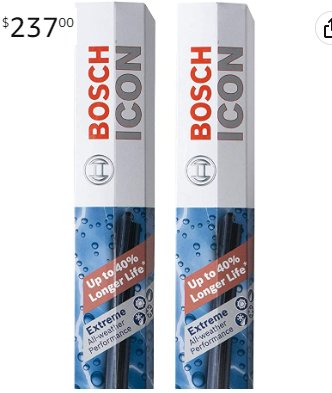 $237.00
BOSCH
ICON
Up to 40%
Longer Life*
Extreme
All-weather
Performance
BOSCH
ICON
Up to 40%
Longer Life*
Extreme
All-weather
Performance